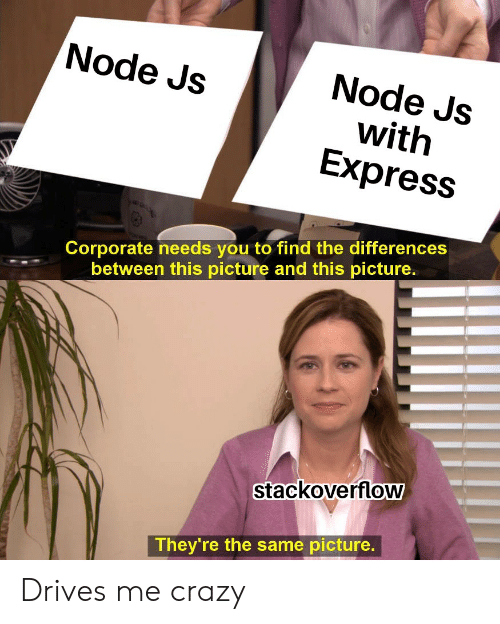 Node Js
Node Js
with
Express
Corporate needs you to find the differences
between this picture and this picture.
stackoverflow
They're the same picture.
Drives me crazy